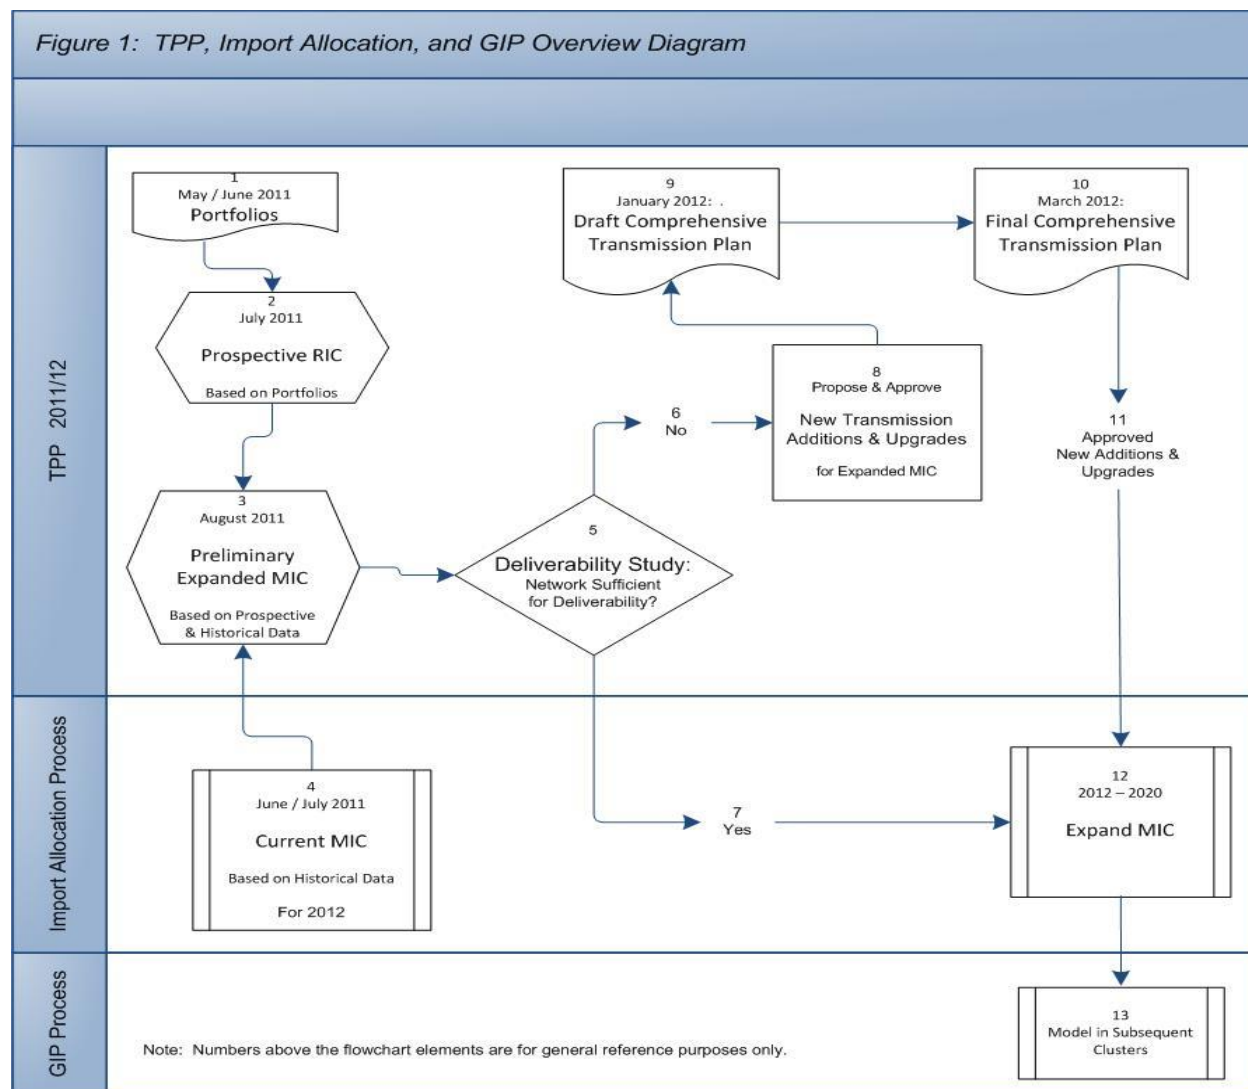 Figure 1: TPP, Import Allocation, and GIP Overview Diagram
TPP 2011/12
1
May / June 2011
Portfolios
2
July 2011
Prospective RIC
Based on Portfolios
3
August 2011
Preliminary
Expanded MIC
Based on Prospective
& Historical Data
5
Deliverability Study:
Network Sufficient
for Deliverability?
6
No
8
Propose & Approve
New Transmission
Additions & Upgrades
for Expanded MIC
9
January 2012: .
Draft Comprehensive
Transmission Plan
10
March 2012:
Final Comprehensive
Transmission Plan
11
Approved
New Additions &
Upgrades
Import Allocation Process
4
June / July 2011
Current MIC
Based on Historical Data
For 2012
7
Yes
12
2012 – 2020
Expand MIC
GIP Process
13
Model in Subsequent
Clusters
Note: Numbers above the flowchart elements are for general reference purposes only.